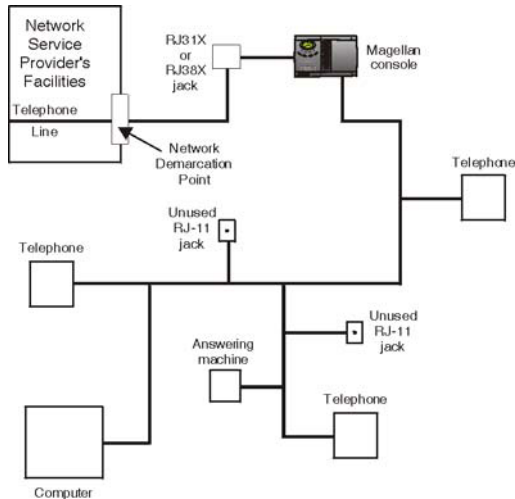 Network
Service
Provider's
Facilities
Telephone
Line
RJ31X
or
RJ38X
jack
Magellan
console
Network
Demarcation
Point
Telephone
Unused
RJ-11
jack
Telephone
Unused
RJ-11
jack
Answering
machine
Telephone
Computer